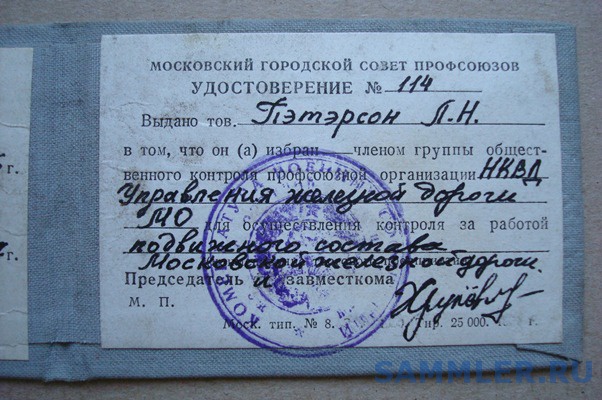 МОСКОВСКИЙ ГОРОДСКОЙ СОВЕТ ПРОФСОЮЗОВ
УДОСТОВЕРЕНИЕ № 114
Выдано тов. Пэтэрсон Л.Н.
в том, что он (а) избран членом группы общест-
венного контроля профсоюзной организации НКВД
Управления железной дороги
МО для осуществления контроля за работой
подвижного состава
Московской железной дороги.
Председатель и завместкома
М. П.
Моск. тип. № 8. Тир. 25 000. г.
г.
SAMMLER.RU